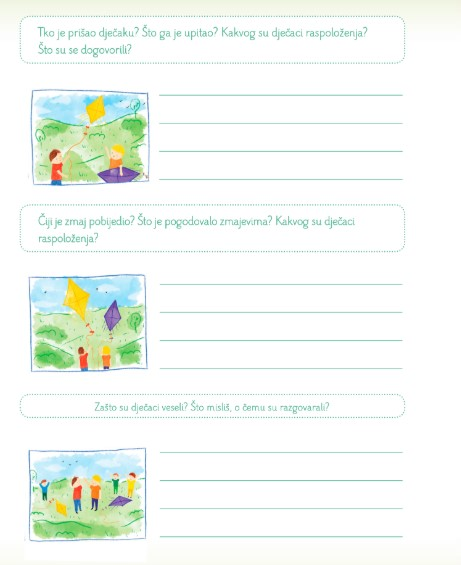 Tko je prišao dječaku? Što ga je upitao? Kakvog su dječaci raspoloženja?
Što su se dogovorili?
Čiji je zmaj pobijedio? Što je pogodovalo zmajevima? Kakvog su dječaci
raspoloženja?
Zašto su dječaci veseli? Što misliš, o čemu su razgovarali?